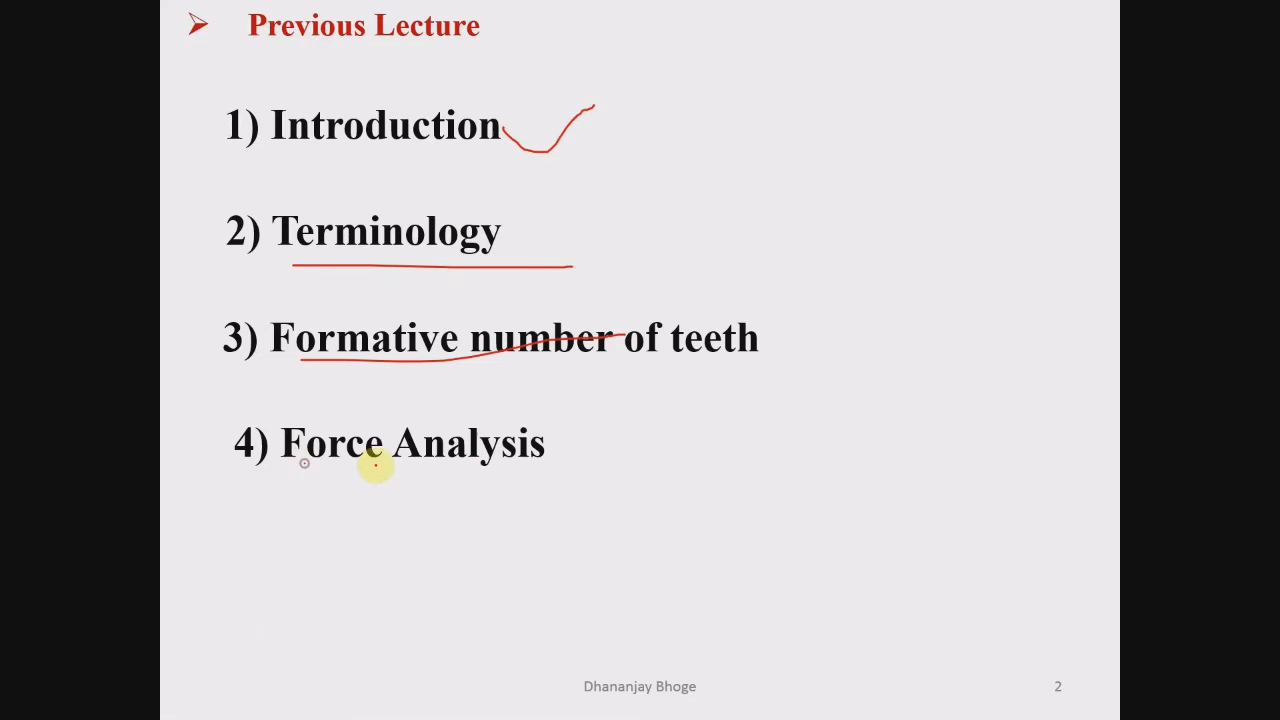 Previous Lecture
1) Introduction
2) Terminology
3) Formative number of teeth
4) Force Analysis
Dhananjay Bhoge
2